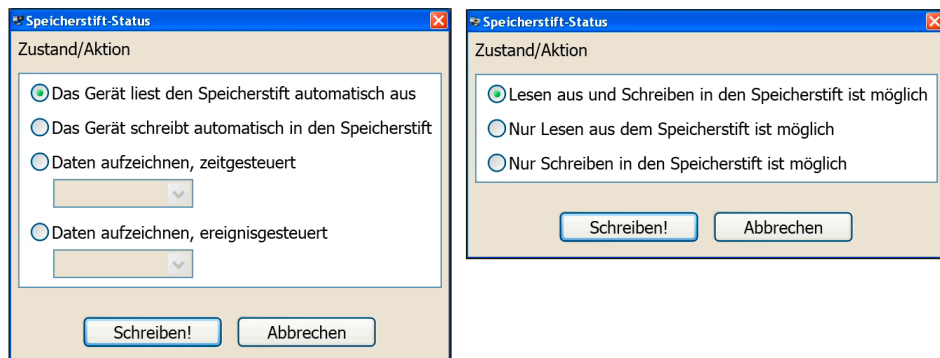 Speicherstift-Status
Zustand/Aktion
Das Gerät liest den Speicherstift automatisch aus
Das Gerät schreibt automatisch in den Speicherstift
Daten aufzeichnen, zeitgesteuert
Daten aufzeichnen, ereignisgesteuert
Schreiben! Abbrechen
Speicherstift-Status
Zustand/Aktion
Lesen aus und Schreiben in den Speicherstift ist möglich
Nur Lesen aus dem Speicherstift ist möglich
Nur Schreiben in den Speicherstift ist möglich
Schreiben! Abbrechen